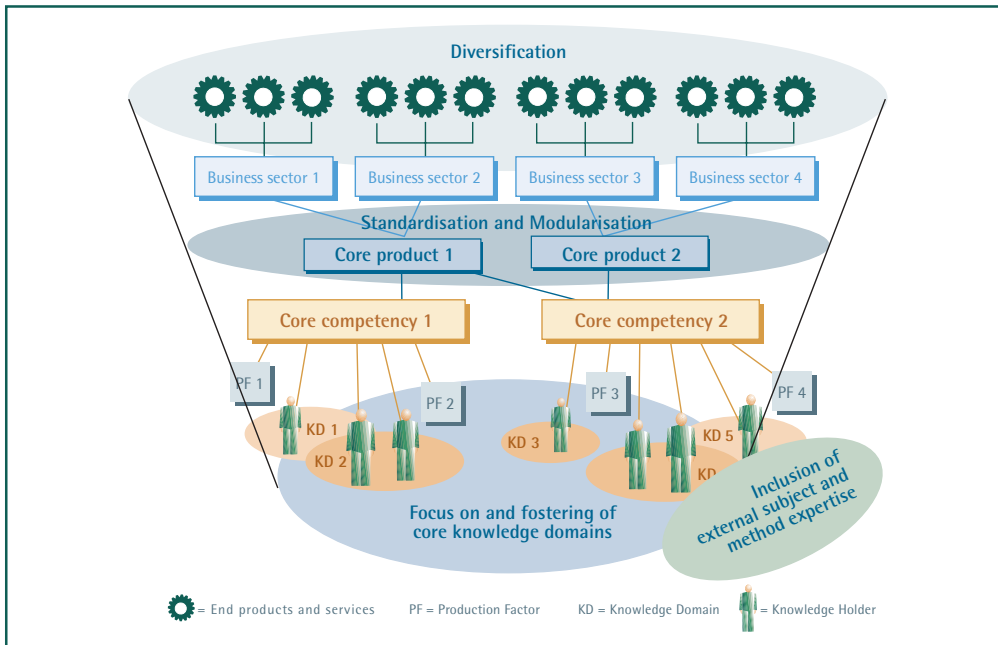 Diversification
Business sector 1
Business sector 2
Business sector 3
Business sector 4
Standardisation and Modularisation
Core product 1
Core product 2
Core competency 1
Core competency 2
PF 1
PF 2
PF 3
PF 4
KD 1
KD 2
KD 3
KD 5
KD
Focus on and fostering of
core knowledge domains
Inclusion of
external subject and
method expertise
= End products and services
PF = Production Factor
KD = Knowledge Domain
= Knowledge Holder